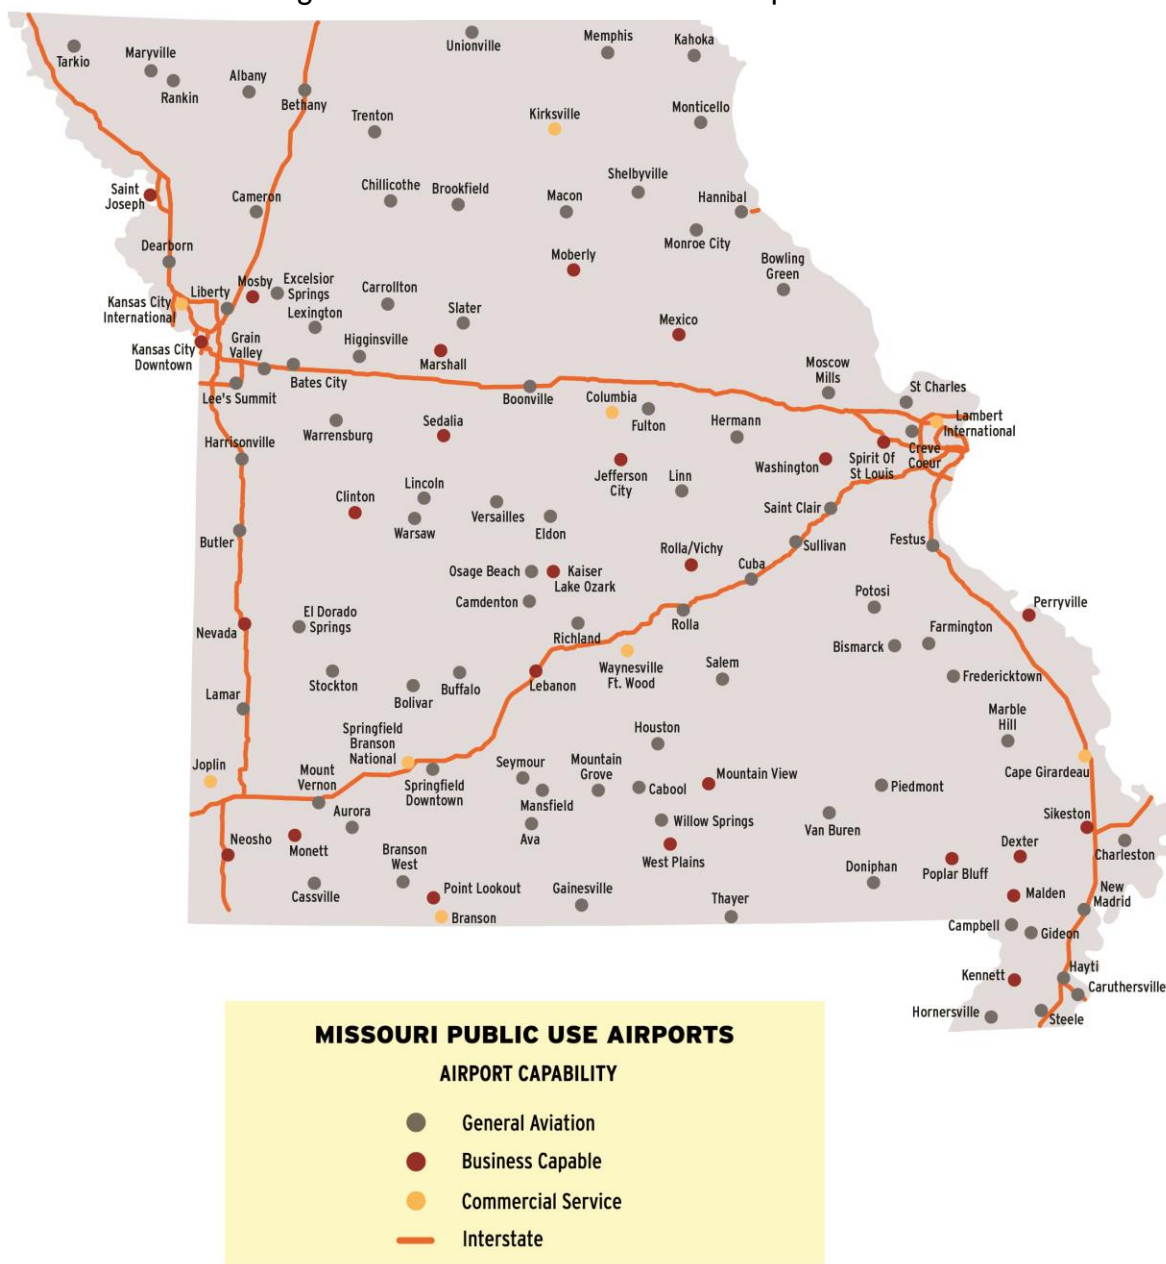 Tarkio
Maryville
Rankin
Albany
Bethany
Unionville
Memphis
Kahoka
Trenton
Kirksville
Monticello
Saint
Joseph
Cameron
Chillicothe
Brookfield
Macon
Shelbyville
Hannibal
Monroe City
Dearborn
Moberly
Bowling
Green
Kansas City
International
Liberty
Mosby
Excelsior
Springs
Lexington
Carrollton
Slater
Mexico
Kansas City
Downtown
Grain
Valley
Bates City
Higginsville
Marshall
Moscow
Mills
St Charles
Lee's Summit
Boonville
Columbia
Fulton
Hermann
Lambert
International
Harrisonville
Warrensburg
Sedalia
Jefferson
City
Linn
Washington
Spirit Of
St Louis
Creve
Coeur
Clinton
Lincoln
Warsaw
Versailles
Eldon
Saint Clair
Butler
Osage Beach
Kaiser
Lake Ozark
Rolla/Vichy
Cuba
Sullivan
Festus
Camdenton
Nevada
El Dorado
Springs
Richland
Rolla
Potosi
Perryville
Bismarck
Farmington
Stockton
Bolivar
Buffalo
Lebanon
Waynesville
Ft. Wood
Salem
Fredericktown
Lamar
Springfield
Branson
National
Houston
Marble
Hill
Joplin
Mount
Vernon
Springfield
Downtown
Seymour
Mansfield
Mountain
Grove
Cabool
Mountain View
Piedmont
Cape Girardeau
Aurora
Ava
Willow Springs
Van Buren
Sikeston
Neosho
Monett
Branson
West
West Plains
Doniphan
Poplar Bluff
Dexter
Charleston
Cassville
Point Lookout
Branson
Gainesville
Thayer
Malden
New
Madrid
Campbell
Gideon
Kennett
Hayti
Caruthersville
Hornersville
Steele
MISSOURI PUBLIC USE AIRPORTS
AIRPORT CAPABILITY
General Aviation
Business Capable
Commercial Service
Interstate